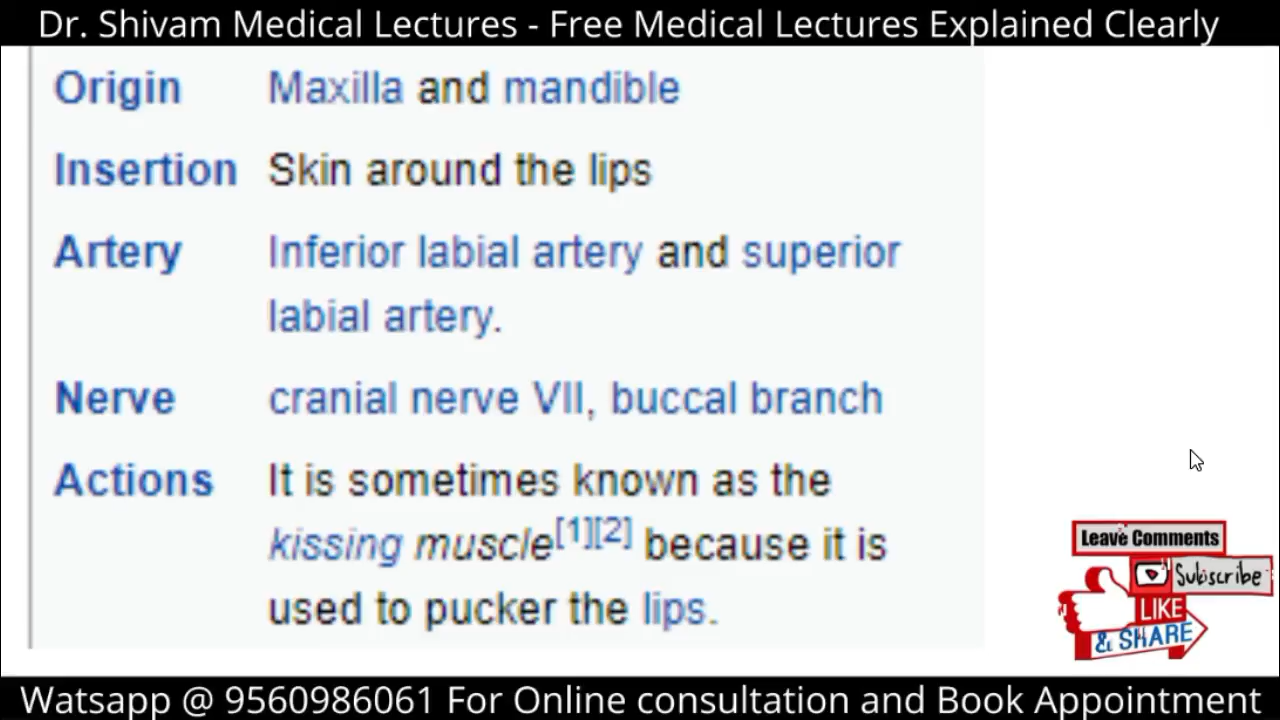 Dr. Shivam Medical Lectures - Free Medical Lectures Explained Clearly
Origin Maxilla and mandible
Insertion Skin around the lips
Artery Inferior labial artery and superior
labial artery.
Nerve cranial nerve VII, buccal branch
Actions It is sometimes known as the
kissing muscle[1][2] because it is
used to pucker the lips.
Leave Comments
Subscribe
LIKE
& SHARE
Watsapp @ 9560986061 For Online consultation and Book Appointment